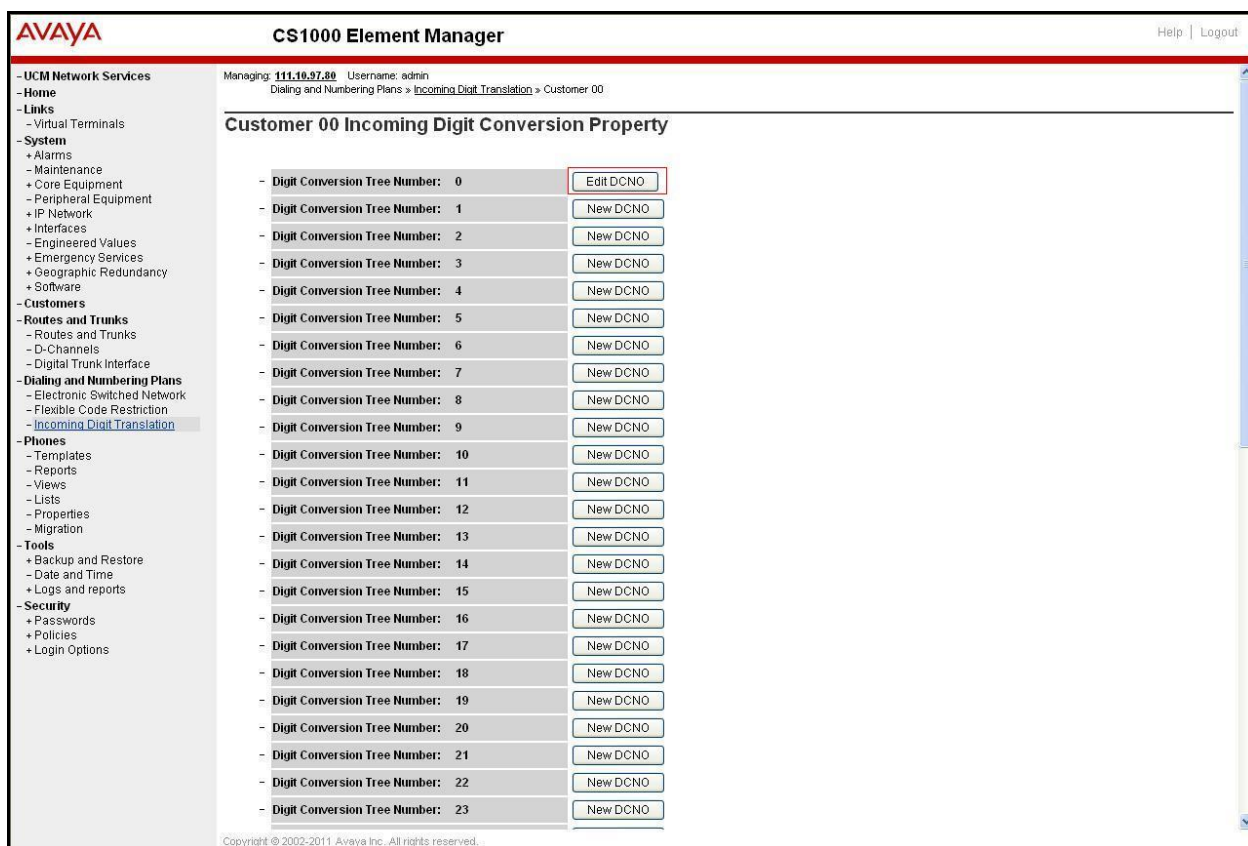 AVAYA
CS1000 Element Manager
Help | Logout
- UCM Network Services
- Home
- Links
- Virtual Terminals
- System
+ Alarms
- Maintenance
+ Core Equipment
- Peripheral Equipment
+ IP Network
+ Interfaces
- Engineered Values
+ Emergency Services
+ Geographic Redundancy
+ Software
- Customers
- Routes and Trunks
- Routes and Trunks
- D-Channels
- Digital Trunk Interface
- Dialing and Numbering Plans
- Electronic Switched Network
- Flexible Code Restriction
- Incoming Digit Translation
- Phones
- Templates
- Reports
- Views
- Lists
- Properties
- Migration
- Tools
+ Backup and Restore
- Date and Time
+ Logs and reports
- Security
+ Passwords
+ Policies
+ Login Options
Managing: 111.10.97.80 Username: admin
Dialing and Numbering Plans » Incoming Digit Translation » Customer 00
Customer 00 Incoming Digit Conversion Property
- Digit Conversion Tree Number: 0 Edit DCNO
- Digit Conversion Tree Number: 1 New DCNO
- Digit Conversion Tree Number: 2 New DCNO
- Digit Conversion Tree Number: 3 New DCNO
- Digit Conversion Tree Number: 4 New DCNO
- Digit Conversion Tree Number: 5 New DCNO
- Digit Conversion Tree Number: 6 New DCNO
- Digit Conversion Tree Number: 7 New DCNO
- Digit Conversion Tree Number: 8 New DCNO
- Digit Conversion Tree Number: 9 New DCNO
- Digit Conversion Tree Number: 10 New DCNO
- Digit Conversion Tree Number: 11 New DCNO
- Digit Conversion Tree Number: 12 New DCNO
- Digit Conversion Tree Number: 13 New DCNO
- Digit Conversion Tree Number: 14 New DCNO
- Digit Conversion Tree Number: 15 New DCNO
- Digit Conversion Tree Number: 16 New DCNO
- Digit Conversion Tree Number: 17 New DCNO
- Digit Conversion Tree Number: 18 New DCNO
- Digit Conversion Tree Number: 19 New DCNO
- Digit Conversion Tree Number: 20 New DCNO
- Digit Conversion Tree Number: 21 New DCNO
- Digit Conversion Tree Number: 22 New DCNO
- Digit Conversion Tree Number: 23 New DCNO
Copyright © 2002-2011 Avaya Inc. All rights reserved.